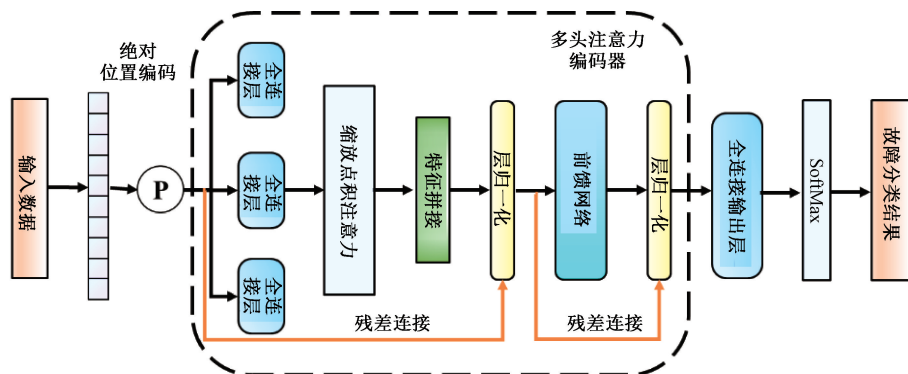 输入数据
绝对
位置编码
P
全连
接层
全连
接层
全连
接层
缩放点积注意力
特征拼接
层归一化
前馈网络
层归一化
多头注意力
编码器
残差连接
残差连接
全连接输出层
SoftMax
故障分类结果